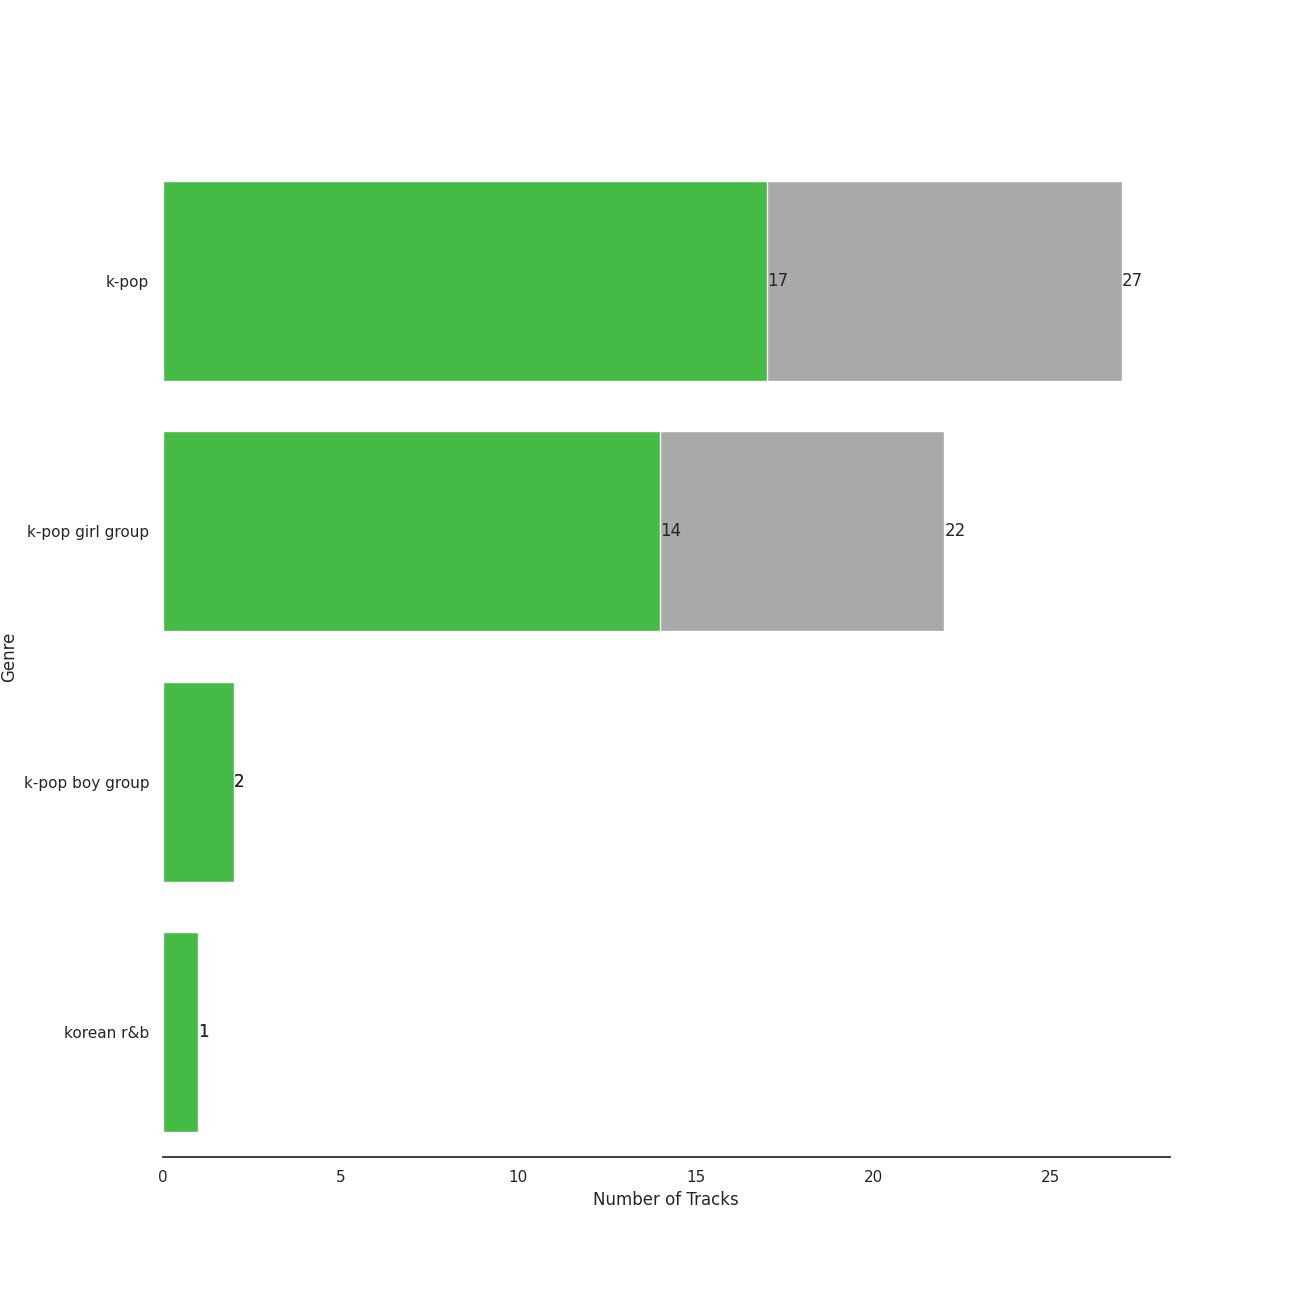 k-pop
17
27
k-pop girl group
14
22
Genre
k-pop boy group
2
korean r&b
1
0 5 10 15 20 25
Number of Tracks